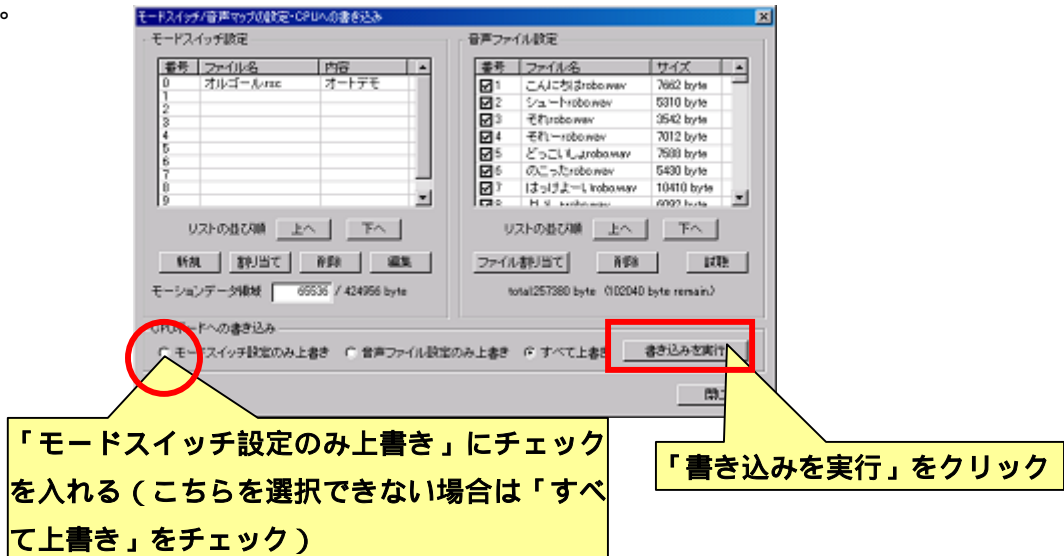 。
モードスイッチ/音声マップの設定・CPUへの書き込み
モードスイッチ設定
番号 ファイル名 内容
0 オルゴール.rsc オートデモ
1
2
3
4
5
6
7
8
9
リストの並び順 上へ 下へ
新規 割り当て 削除 編集
モーションデータ領域 65536 / 424956 byte
音声ファイル設定
番号 ファイル名 サイズ
1 こんにちはrobo.wav 7662 byte
2 シュートrobo.wav 5310 byte
3 それrobo.wav 3542 byte
4 それーrobo.wav 7012 byte
5 どっこいしょrobo.wav 7588 byte
6 のこったrobo.wav 5430 byte
7 はっけよーいrobo.wav 10410 byte
8 6092 byte
リストの並び順 上へ 下へ
ファイル割り当て 削除 試聴
total:257380 byte (102040 byte remain)
CPUボードへの書き込み
モードスイッチ設定のみ上書き 音声ファイル設定のみ上書き すべて上書き 書き込みを実行
「モードスイッチ設定のみ上書き」にチェック
を入れる(こちらを選択できない場合は「すべ
て上書き」をチェック)
「書き込みを実行」をクリック